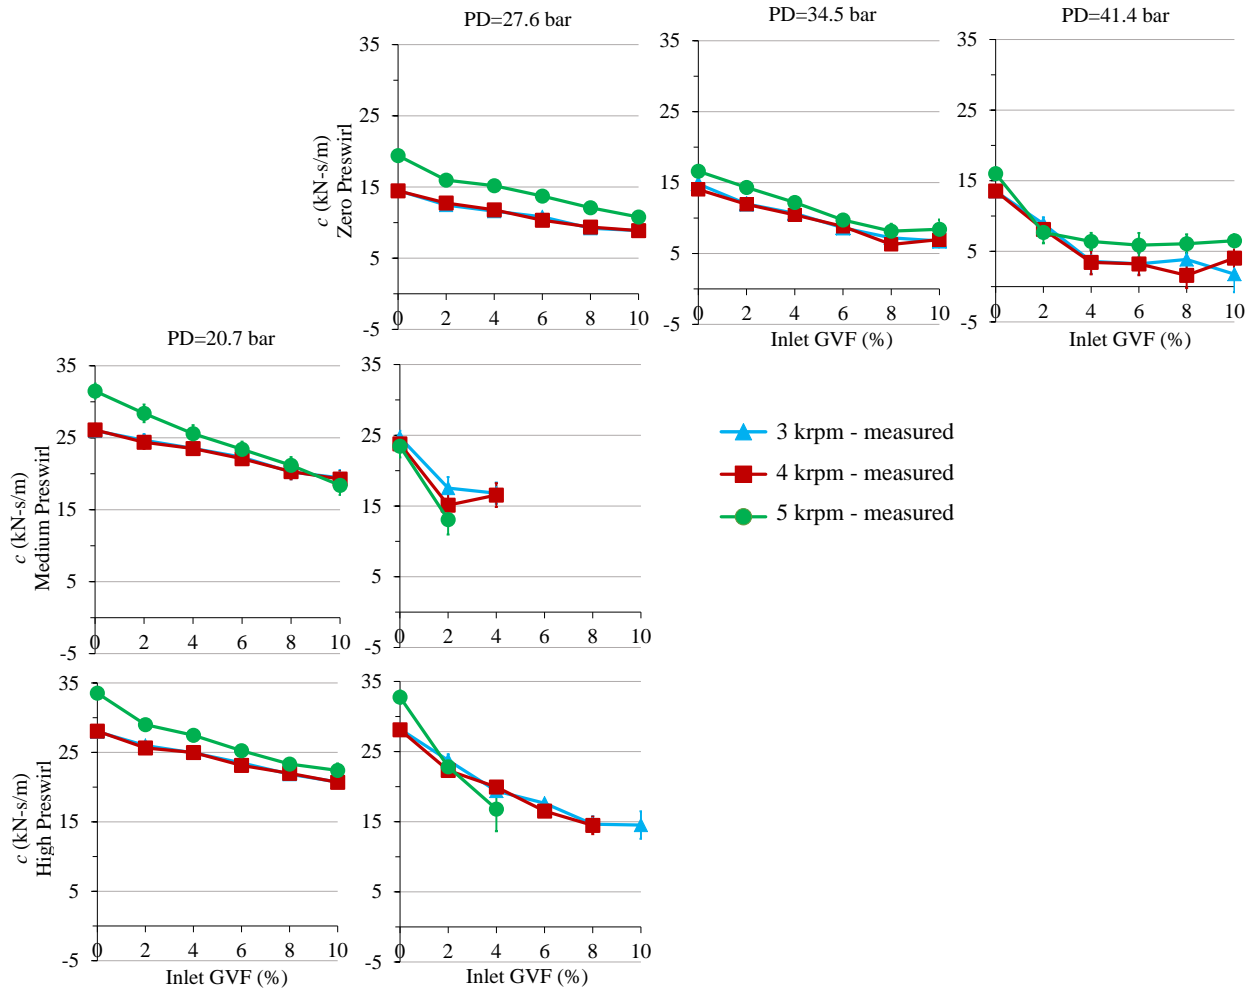 PD=27.6 bar
PD=34.5 bar
PD=41.4 bar
c (kN-s/m)
Zero Preswirl
35
25
15
5
-5
0 2 4 6 8 10
35
25
15
5
-5
0 2 4 6 8 10
Inlet GVF (%)
35
25
15
5
-5
0 2 4 6 8 10
Inlet GVF (%)
PD=20.7 bar
c (kN-s/m)
Medium Preswirl
35
25
15
5
-5
0 2 4 6 8 10
35
25
15
5
-5
0 2 4 6 8 10
3 krpm - measured
4 krpm - measured
5 krpm - measured
c (kN-s/m)
High Preswirl
35
25
15
5
-5
0 2 4 6 8 10
Inlet GVF (%)
35
25
15
5
-5
0 2 4 6 8 10
Inlet GVF (%)